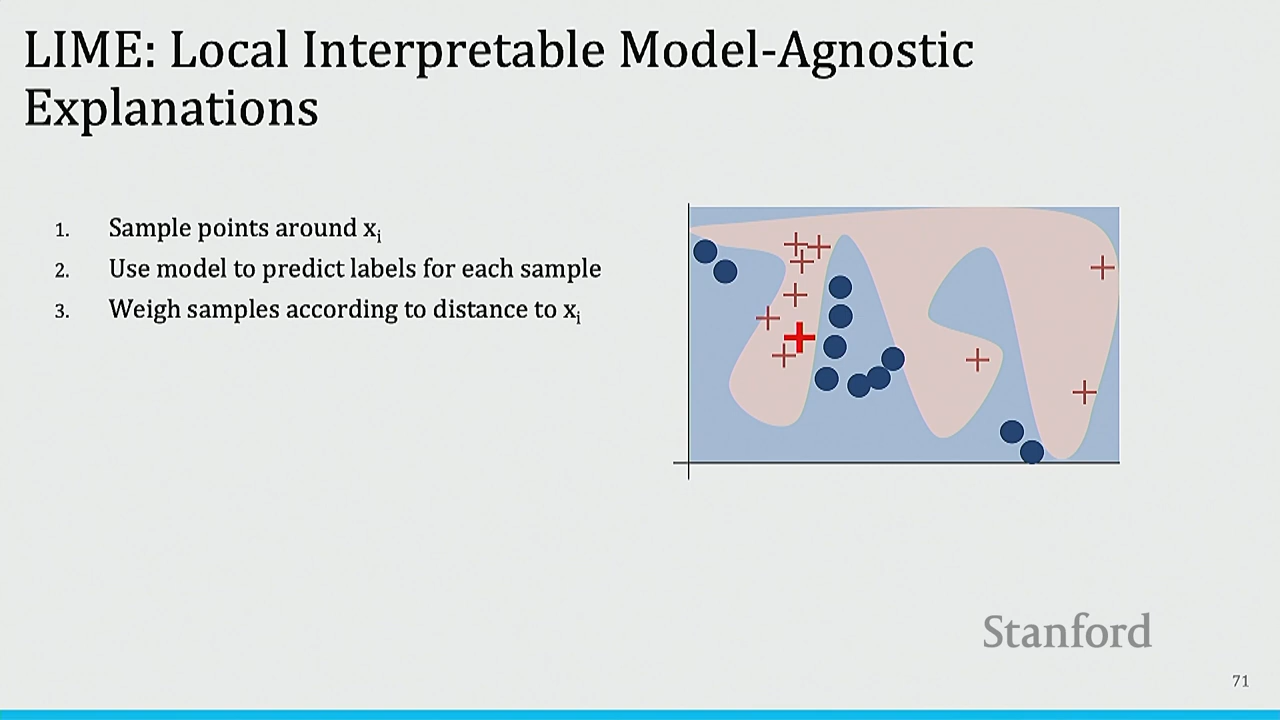 LIME: Local Interpretable Model-Agnostic
Explanations
1. Sample points around xᵢ
2. Use model to predict labels for each sample
3. Weigh samples according to distance to xᵢ
Stanford
71